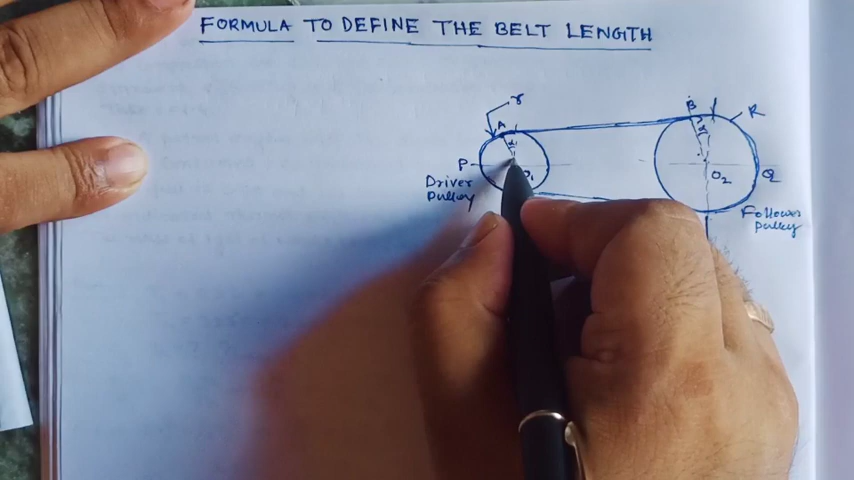 FORMULA TO DEFINE THE BELT LENGTH
r
A
B
R
α
α
P
O₁
O₂
Q
Driver
Pulley
Follower
pulley